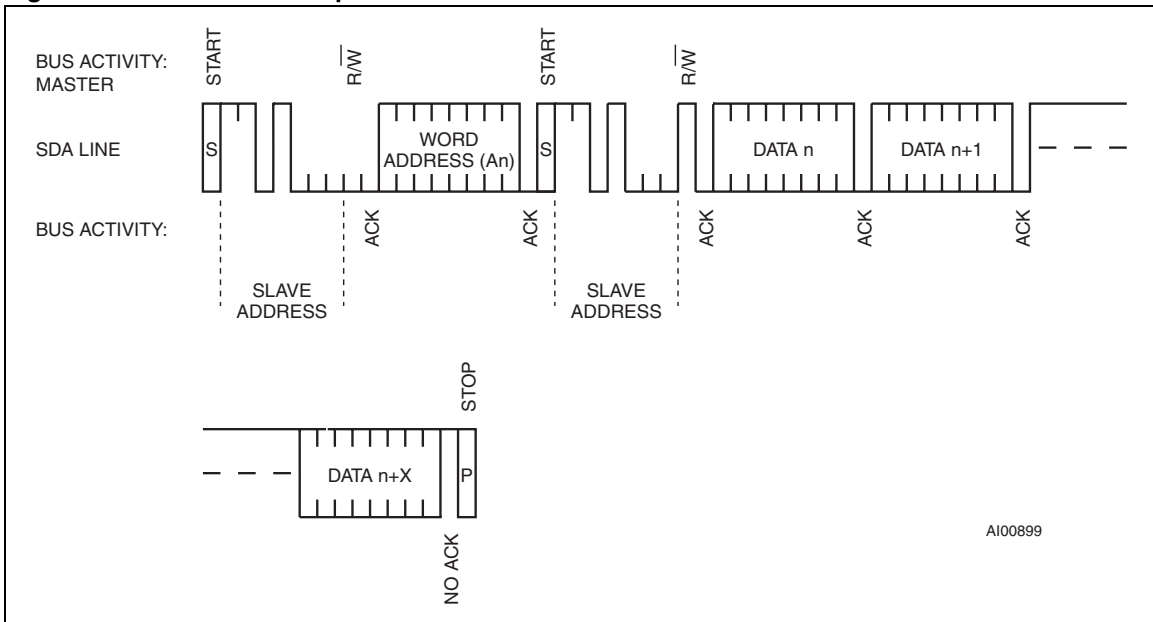 BUS ACTIVITY:
MASTER
START
R/W
START
R/W
SDA LINE
S
WORD
ADDRESS (An)
S
DATA n
DATA n+1
BUS ACTIVITY:
ACK
ACK
ACK
ACK
ACK
SLAVE
ADDRESS
SLAVE
ADDRESS
STOP
DATA n+X
P
NO ACK
AI00899